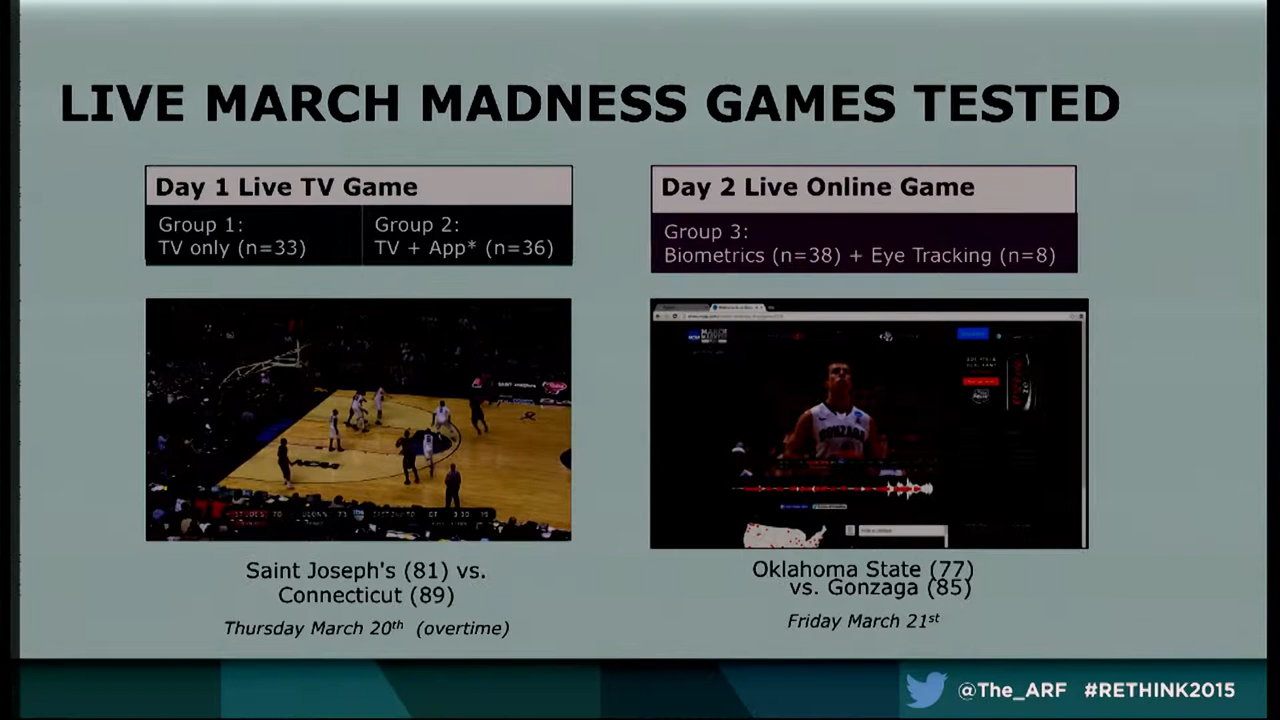 LIVE MARCH MADNESS GAMES TESTED
Day 1 Live TV Game
Group 1:
TV only (n=33)
Group 2:
TV + App* (n=36)
Day 2 Live Online Game
Group 3:
Biometrics (n=38) + Eye Tracking (n=8)
GONZAGA
Saint Joseph's (81) vs.
Connecticut (89)
Thursday March 20th (overtime)
Oklahoma State (77)
vs. Gonzaga (85)
Friday March 21st
@The_ARF #RETHINK2015